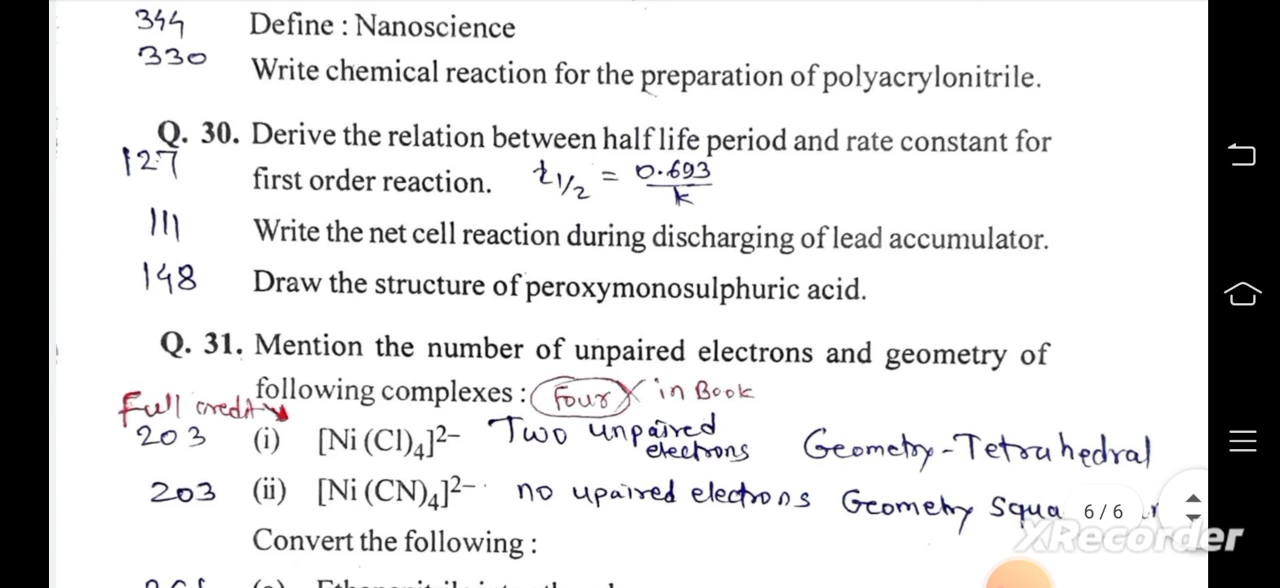 344 Define : Nanoscience
330 Write chemical reaction for the preparation of polyacrylonitrile.
Q. 30. Derive the relation between half life period and rate constant for
127 first order reaction. t1/2 = 0.693/k
111 Write the net cell reaction during discharging of lead accumulator.
148 Draw the structure of peroxymonosulphuric acid.
Q. 31. Mention the number of unpaired electrons and geometry of
following complexes : Four X in Book
Full credit
203 (i) [Ni (Cl)4]2– Two unpaired electrons Geometry - Tetrahedral
203 (ii) [Ni (CN)4]2– no upaired electrons Geometry Squa
6 / 6
XRecorder
Convert the following :